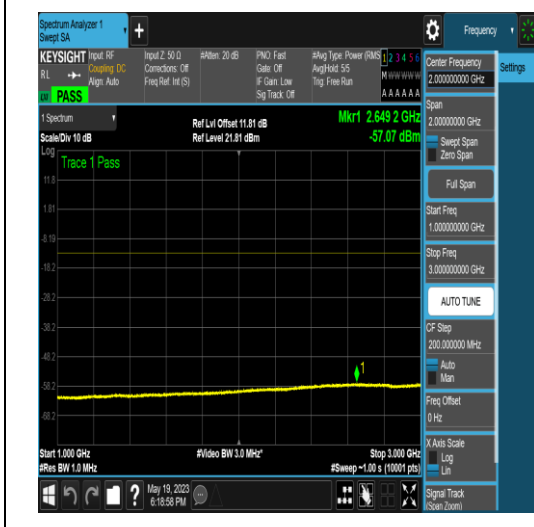 Spectrum Analyzer 1
Swept SA
+
Frequency
KEYSIGHT
RL
PASS
Input: RF
Coupling: DC
Align: Auto
Input Z: 50 Ω
Corrections: Off
Freq Ref: Int (S)
#Atten: 20 dB
PNO: Fast
Gate: Off
IF Gain: Low
Sig Track: Off
#Avg Type: Power (RMS
Avg|Hold: 5/5
Trig: Free Run
1 2 3 4 5 6
M W W W W W
A A A A A A
Center Frequency
2.000000000 GHz
Settings
1 Spectrum
Scale/Div 10 dB
Ref Lvl Offset 11.81 dB
Ref Level 21.81 dBm
Mkr1 2.649 2 GHz
-57.07 dBm
Span
2.00000000 GHz
Swept Span
Zero Span
Full Span
Start Freq
1.000000000 GHz
Stop Freq
3.000000000 GHz
AUTO TUNE
CF Step
200.000000 MHz
Auto
Man
Freq Offset
0 Hz
X Axis Scale
Log
Lin
Signal Track
(Span Zoom)
Log
Trace 1 Pass
11.8
1.81
-8.19
-18.2
-28.2
-38.2
-48.2
-58.2
-68.2
1
Start 1.000 GHz
#Res BW 1.0 MHz
#Video BW 3.0 MHz*
Stop 3.000 GHz
#Sweep ~1.00 s (10001 pts)
?
May 19, 2023
6:18:58 PM